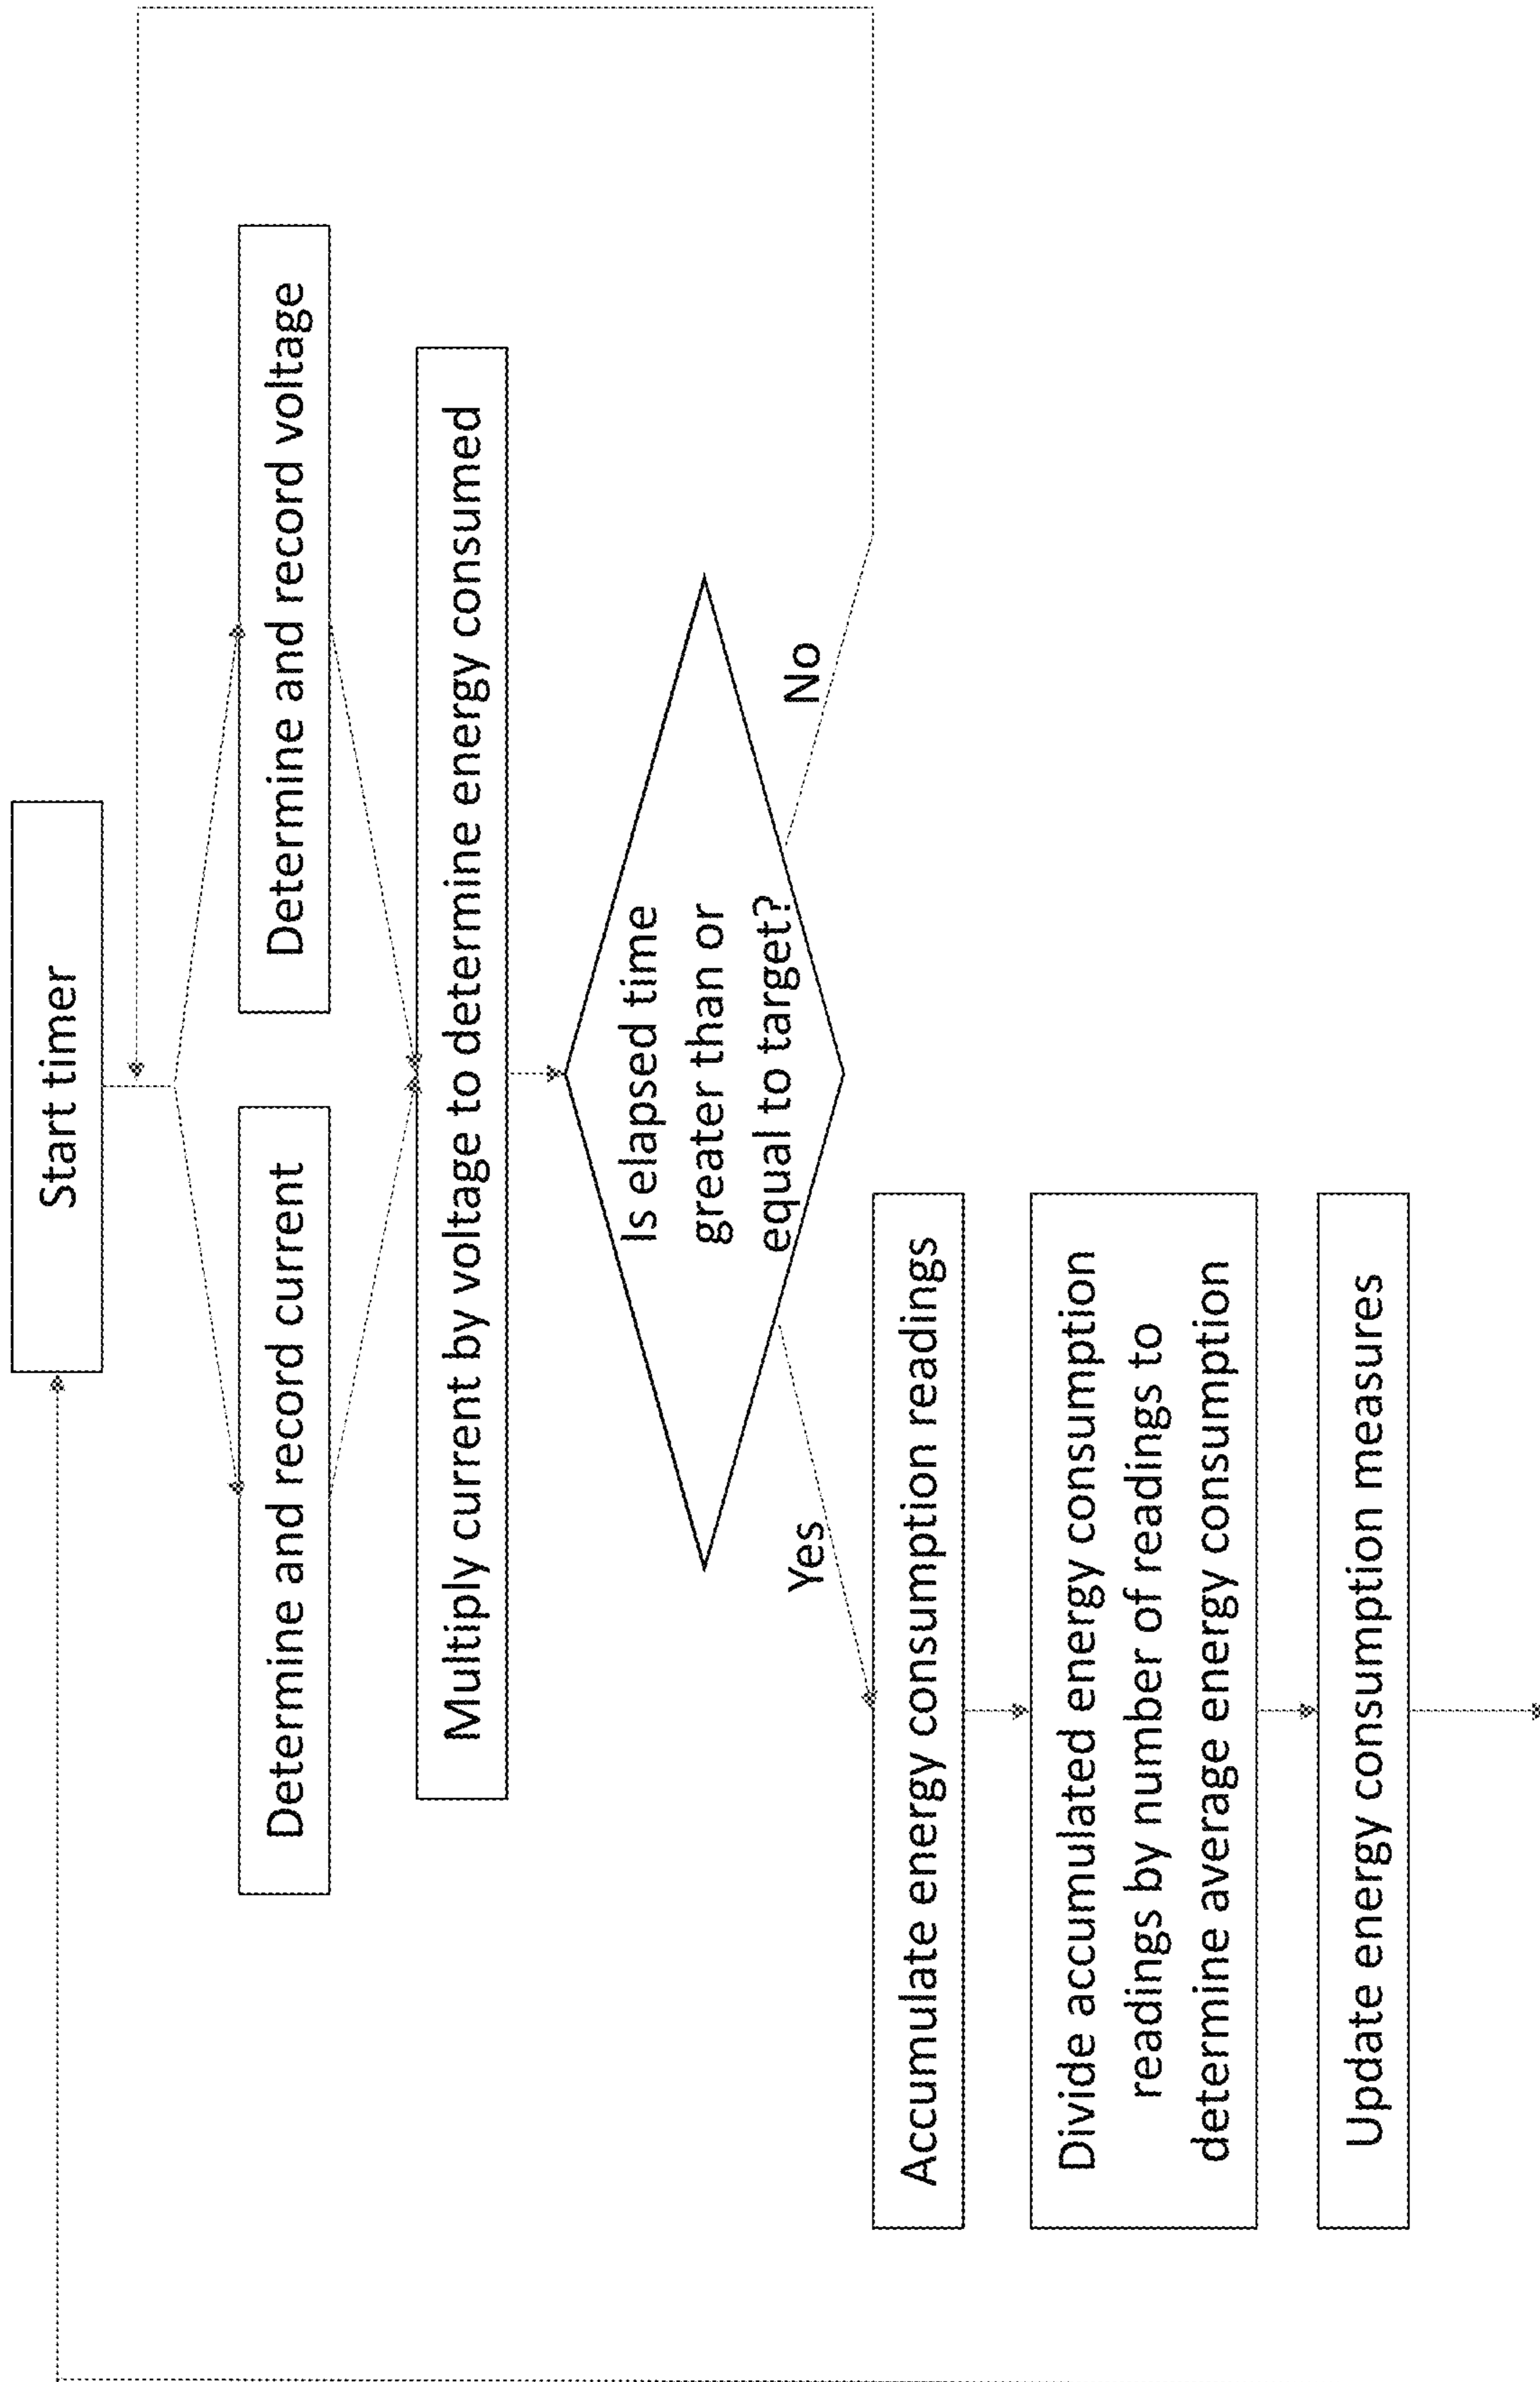 Start timer
Determine and record current
Determine and record voltage
Multiply current by voltage to determine energy consumed
Is elapsed time
greater than or
equal to target?
Yes
No
Accumulate energy consumption readings
Divide accumulated energy consumption
readings by number of readings to
determine average energy consumption
Update energy consumption measures